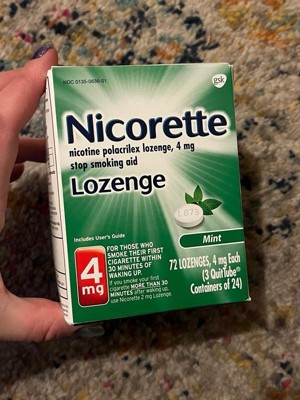 NDC 0135-0636-01
gsk
Nicorette
nicotine polacrilex lozenge, 4 mg
stop smoking aid
Lozenge
L873
Mint
Includes User's Guide
4
mg
FOR THOSE WHO
SMOKE THEIR FIRST
CIGARETTE WITHIN
30 MINUTES OF
WAKING UP
If you smoke your first
cigarette MORE THAN 30
MINUTES after waking up,
use Nicorette 2 mg Lozenge.
72 LOZENGES, 4 mg Each
(3 QuitTube®
Containers of 24)